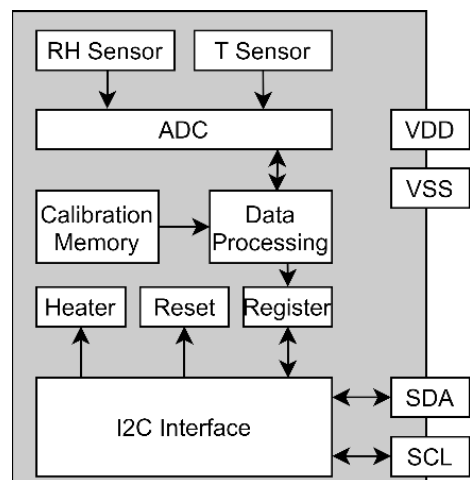 RH Sensor
T Sensor
ADC
VDD
VSS
Calibration
Memory
Data
Processing
Heater
Reset
Register
I2C Interface
SDA
SCL